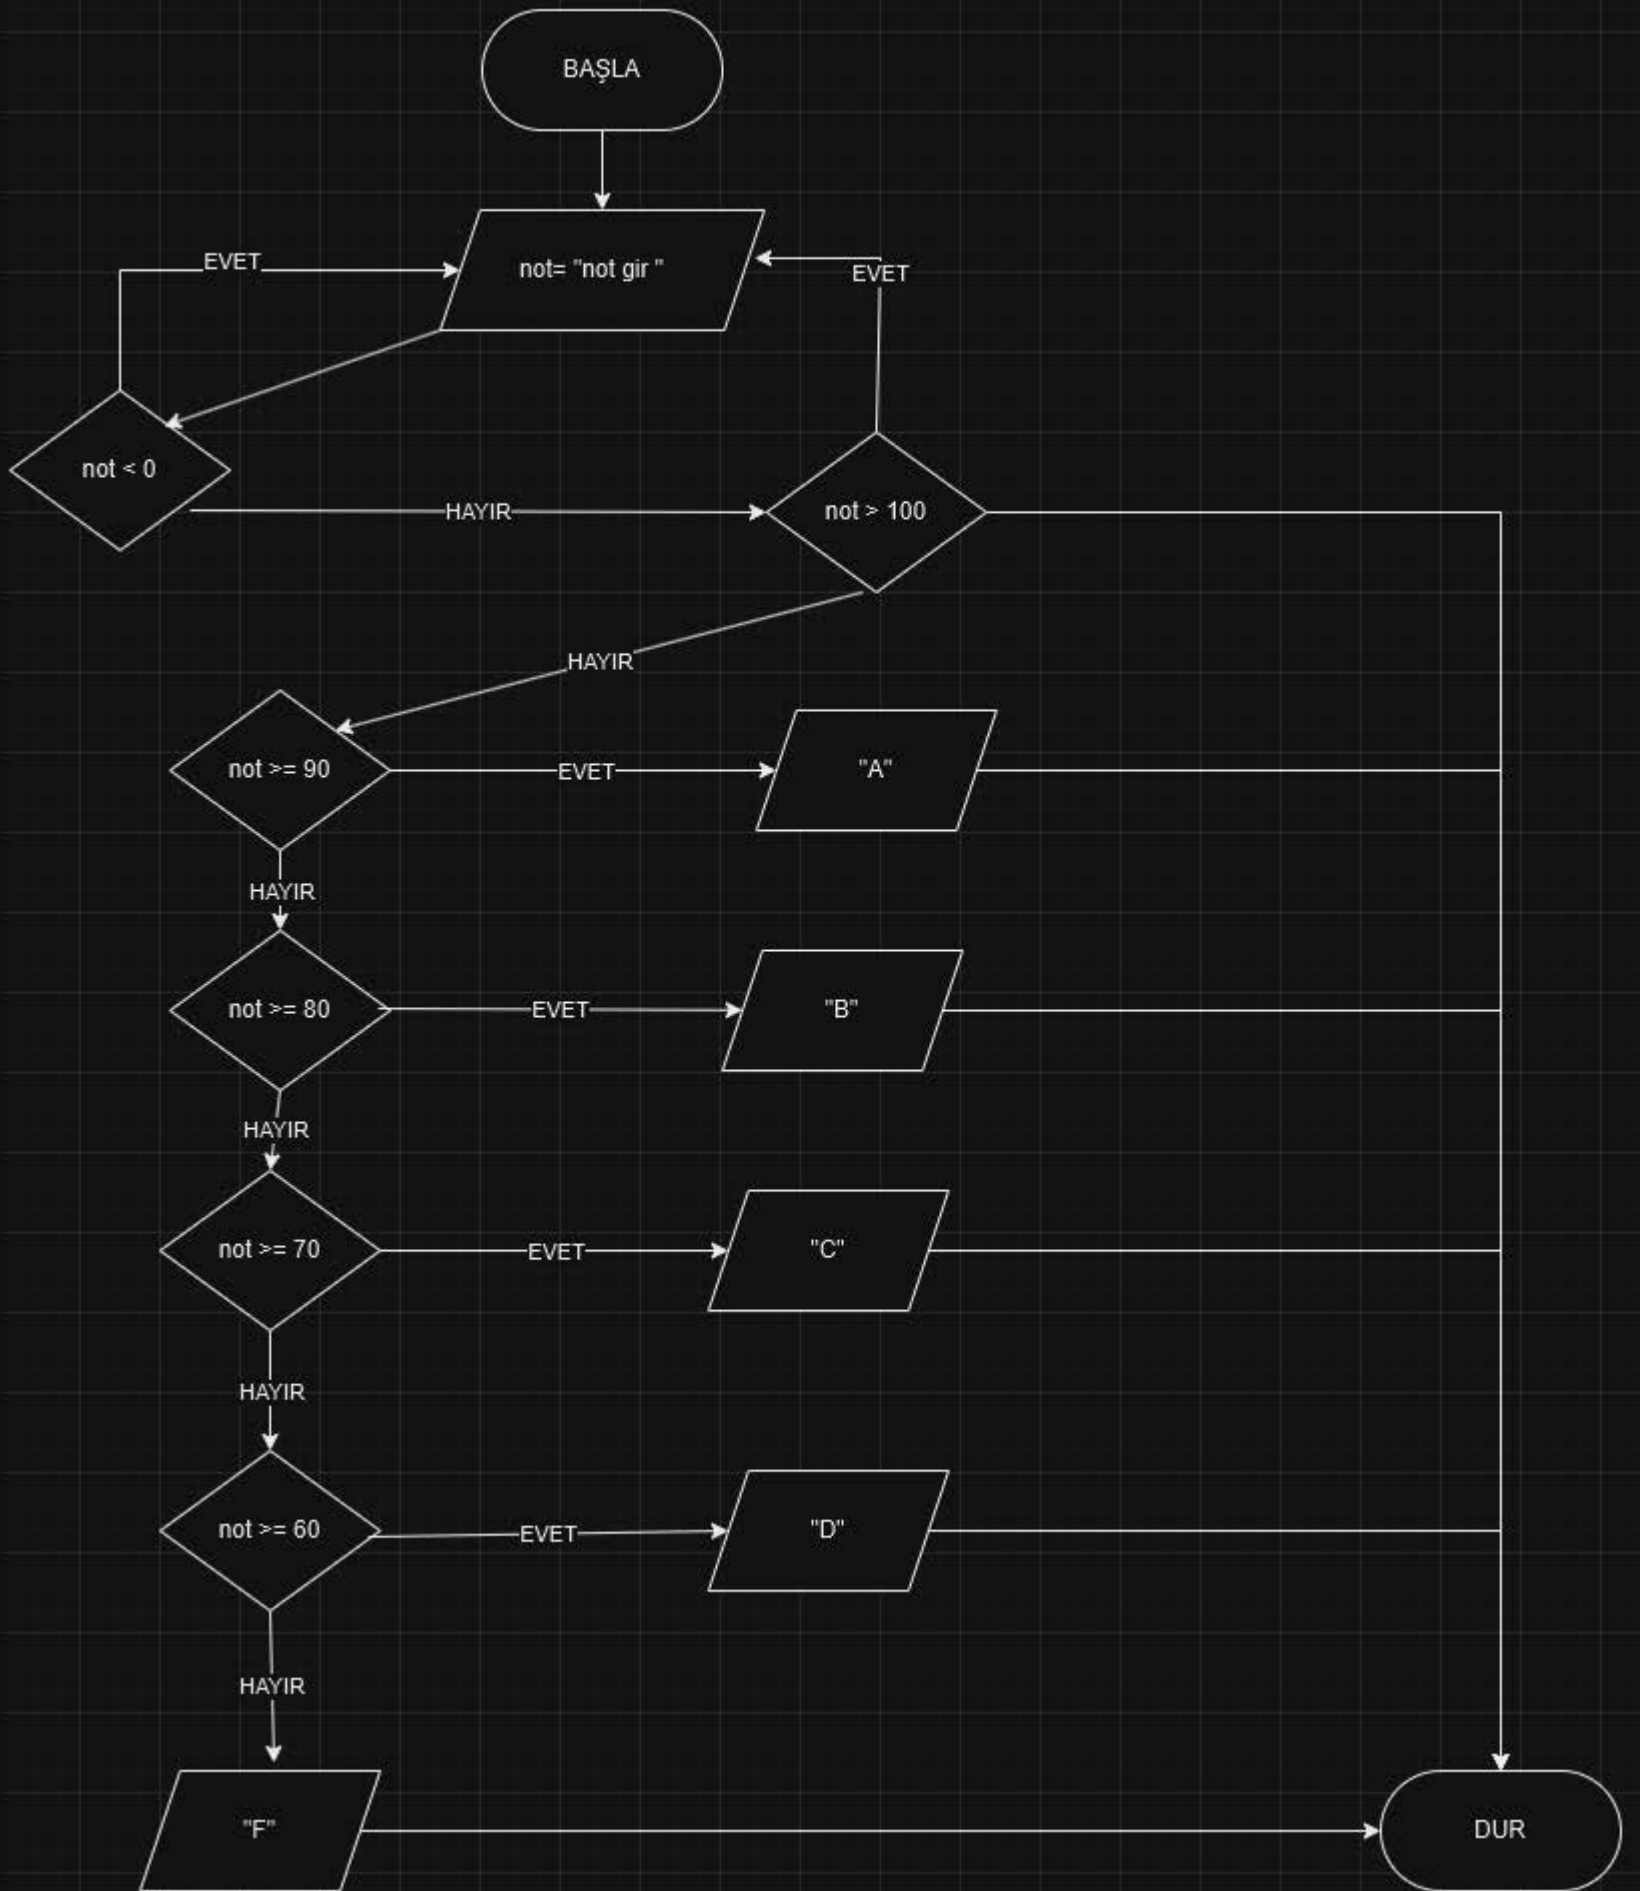 BAŞLA
EVET
not= "not gir "
EVET
not < 0
HAYIR
not > 100
HAYIR
not >= 90
EVET
"A"
HAYIR
not >= 80
EVET
"B"
HAYIR
not >= 70
EVET
"C"
HAYIR
not >= 60
EVET
"D"
HAYIR
"F"
DUR